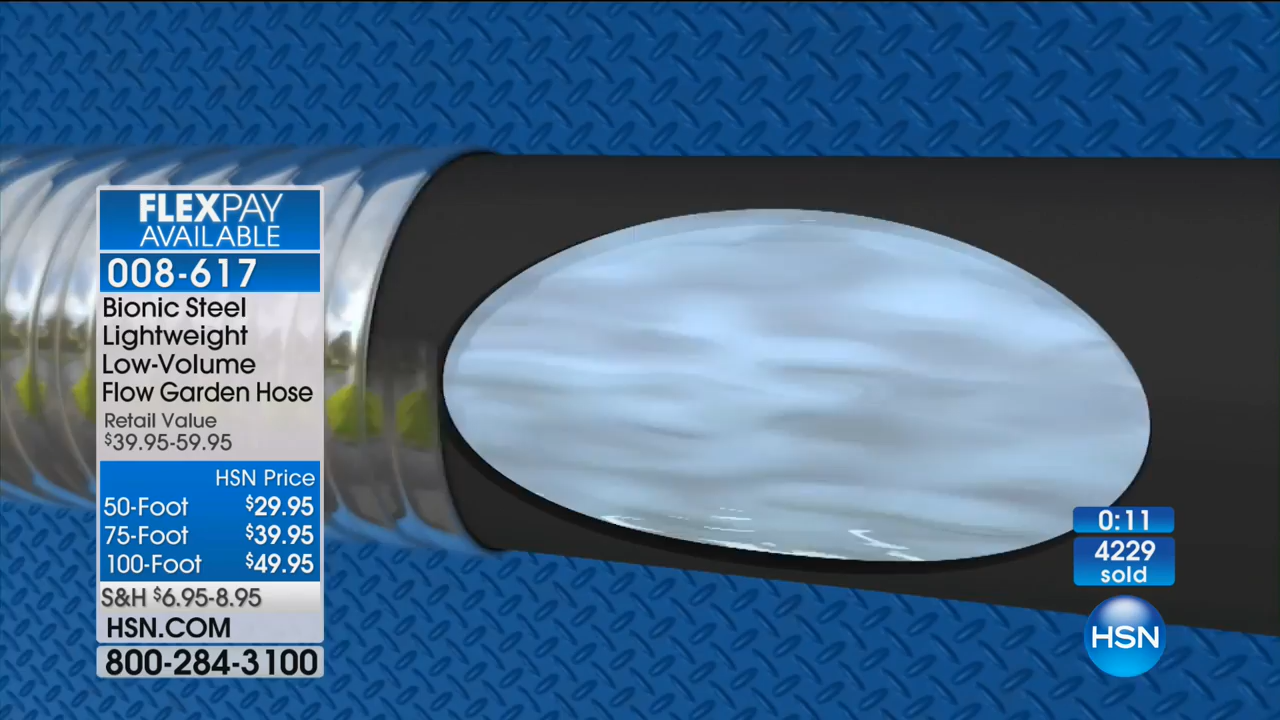 FLEXPAY
AVAILABLE
008-617
Bionic Steel
Lightweight
Low-Volume
Flow Garden Hose
Retail Value
$39.95-59.95
HSN Price
50-Foot $29.95
75-Foot $39.95
100-Foot $49.95
S&H $6.95-8.95
HSN.COM
800-284-3100
0:11
4229
sold
HSN